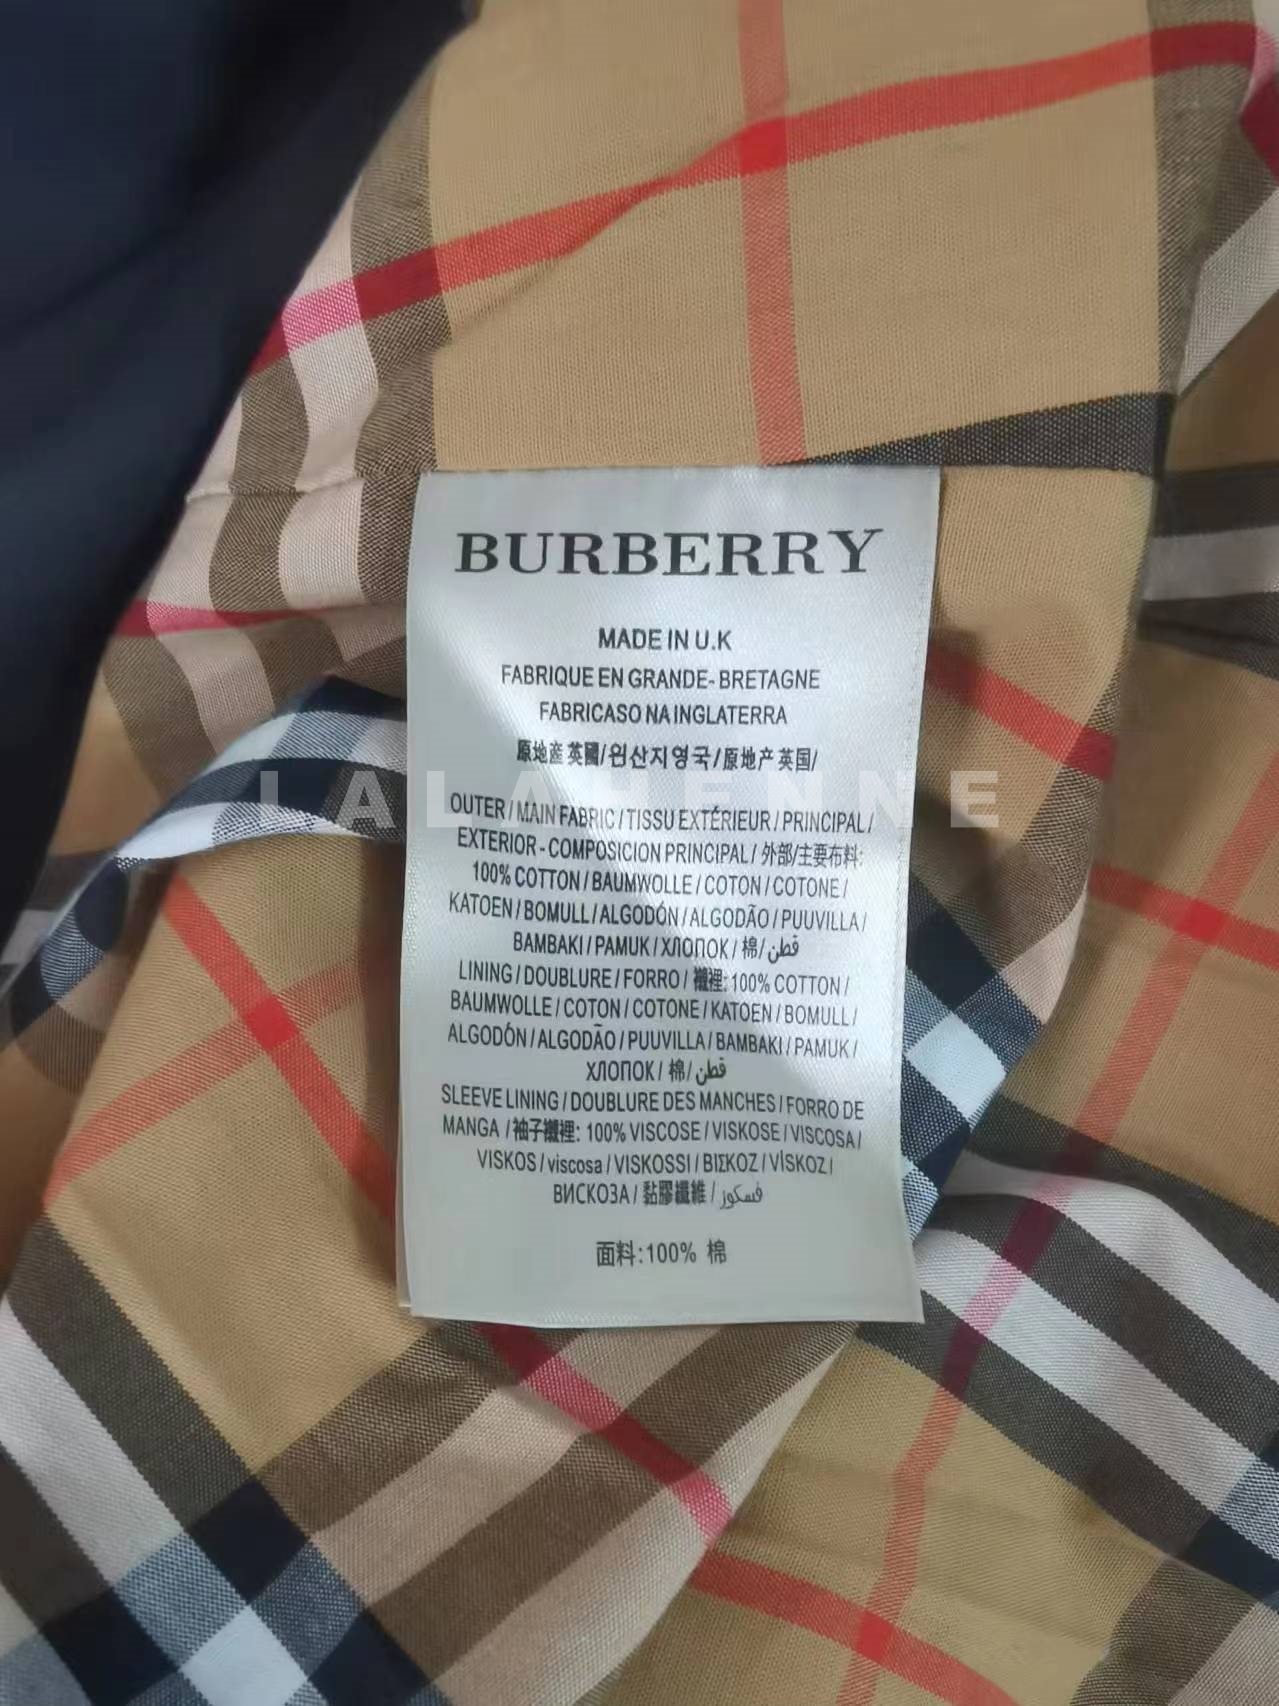 BURBERRY
MADE IN U.K
FABRIQUE EN GRANDE- BRETAGNE
FABRICASO NA INGLATERRA
原地產 英國/원산지영국/原地产 英国/
LALAHENNE
OUTER / MAIN FABRIC / TISSU EXTÉRIEUR / PRINCIPAL /
EXTERIOR - COMPOSICION PRINCIPAL / 外部/主要布料:
100% COTTON / BAUMWOLLE / COTON / COTONE /
KATOEN / BOMULL / ALGODÓN / ALGODÃO / PUUVILLA /
BAMBAKI / PAMUK / ХЛОПОК / 棉/ قطن
LINING / DOUBLURE / FORRO / 襯裡: 100% COTTON /
BAUMWOLLE / COTON / COTONE / KATOEN / BOMULL /
ALGODÓN / ALGODÃO / PUUVILLA / BAMBAKI / PAMUK /
ХЛОПОК / 棉/ قطن
SLEEVE LINING / DOUBLURE DES MANCHES / FORRO DE
MANGA / 袖子襯裡: 100% VISCOSE / VISKOSE / VISCOSA /
VISKOS / viscosa / VISKOSSI / ΒΙΣΚΟΖ / VİSKOZ /
ВИСКОЗА / 黏膠纖維 / فسكوز
面料:100% 棉